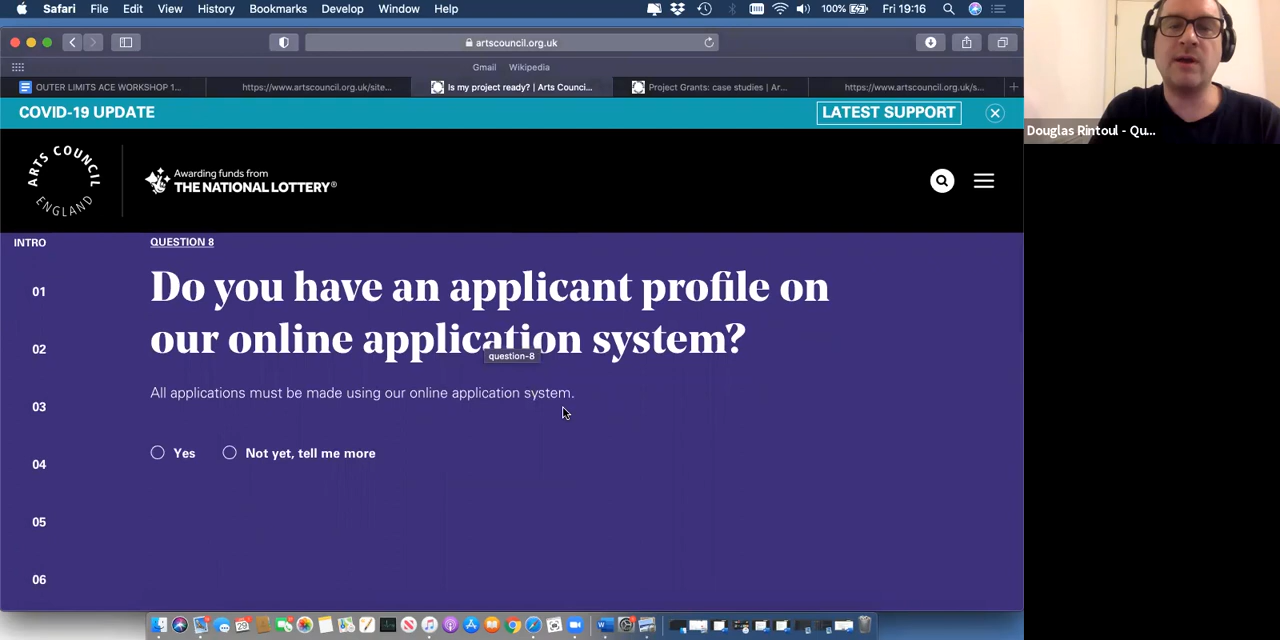 Safari File Edit View History Bookmarks Develop Window Help 100% Fri 19:16
artscouncil.org.uk
Gmail Wikipedia
OUTER LIMITS ACE WORKSHOP 1... https://www.artscouncil.org.uk/site... Is my project ready? | Arts Counci... Project Grants: case studies | Ar... https://www.artscouncil.org.uk/s...
COVID-19 UPDATE LATEST SUPPORT
Douglas Rintoul - Qu...
ARTS COUNCIL ENGLAND
Awarding funds from
THE NATIONAL LOTTERY®
INTRO
QUESTION 8
Do you have an applicant profile on
our online application system?
question-8
All applications must be made using our online application system.
Yes Not yet, tell me more
01
02
03
04
05
06